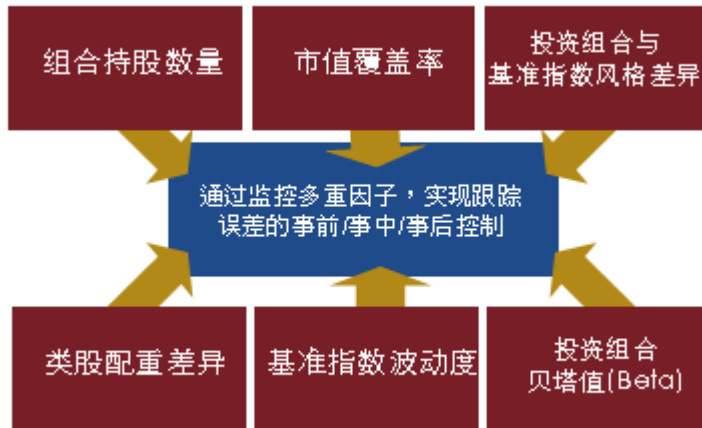 组合持股数量
市值覆盖率
投资组合与
基准指数风格差异
通过监控多重因子，实现跟踪
误差的事前/事中/事后控制
类股配重差异
基准指数波动度
投资组合
贝塔值(Beta)